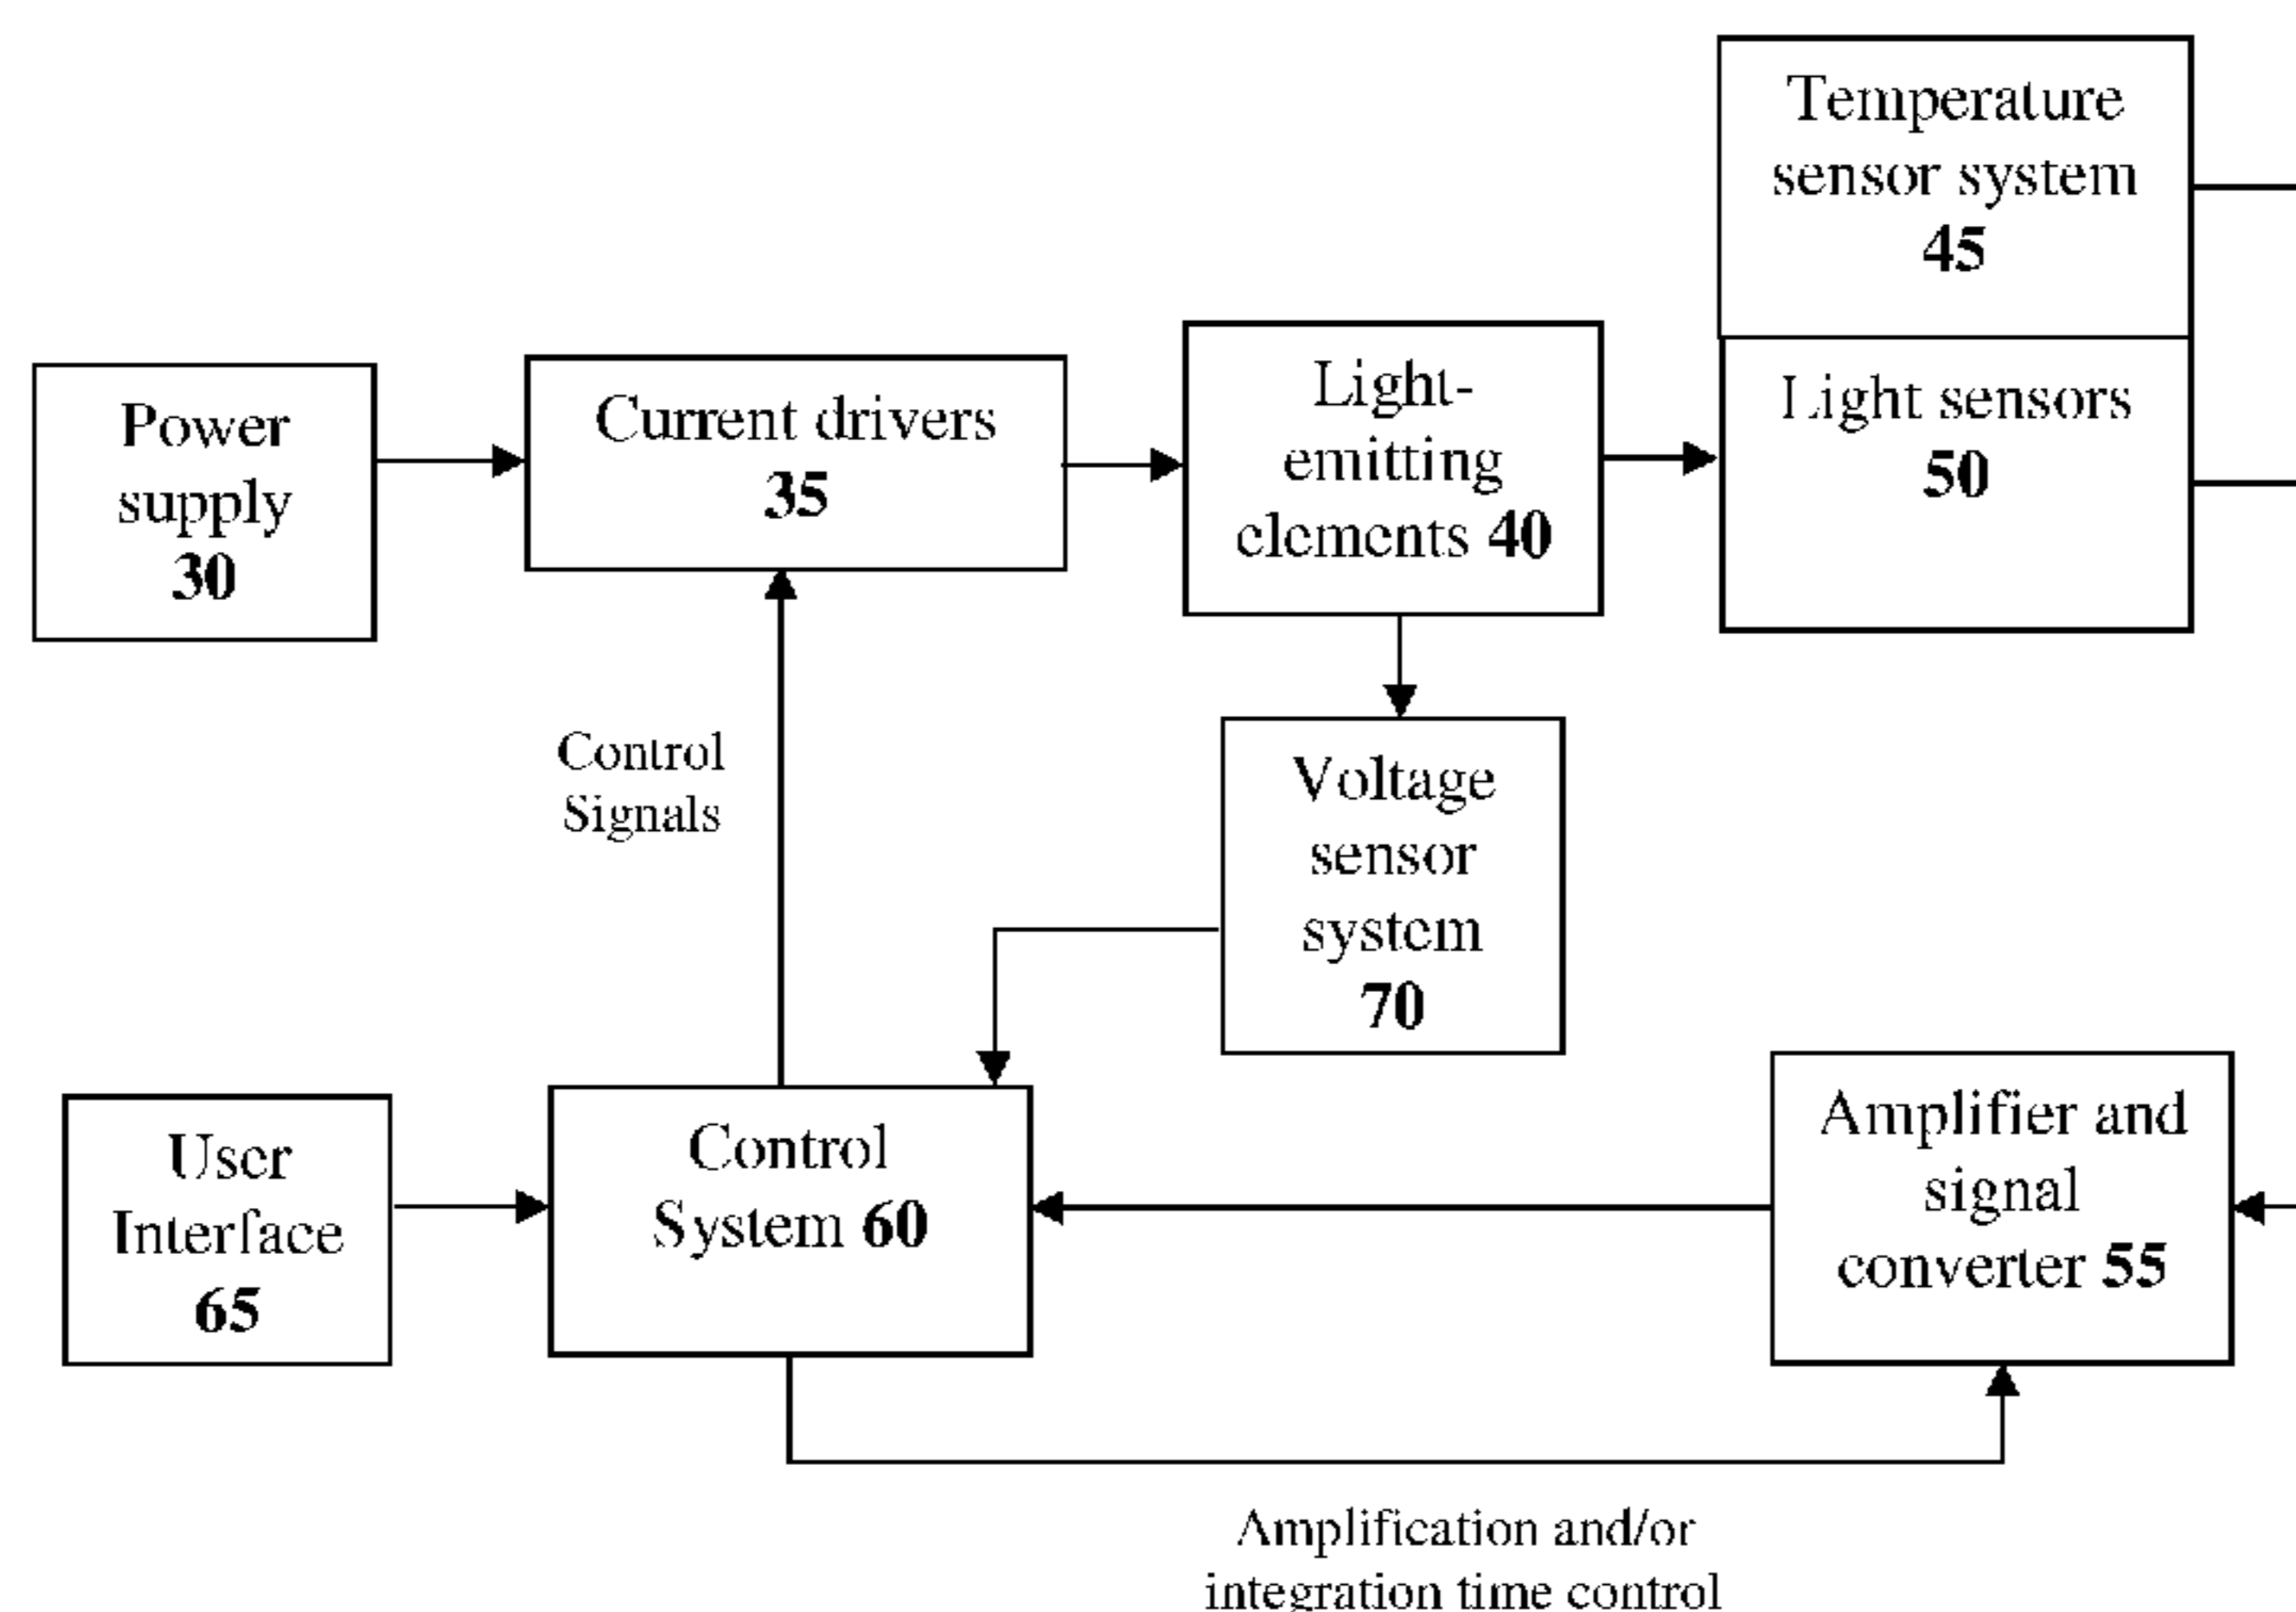 Temperature
sensor system
45
Light sensors
50
Power
supply
30
Current drivers
35
Light-
emitting
elements 40
Control
Signals
Voltage
sensor
system
70
User
Interface
65
Control
System 60
Amplifier and
signal
converter 55
Amplification and/or
integration time control